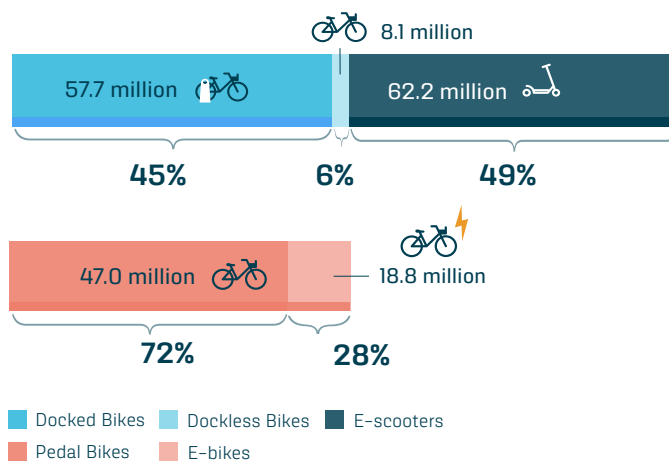 8.1 million
57.7 million
62.2 million
45%
6%
49%
47.0 million
18.8 million
72%
28%
Docked Bikes
Dockless Bikes
E-scooters
Pedal Bikes
E-bikes